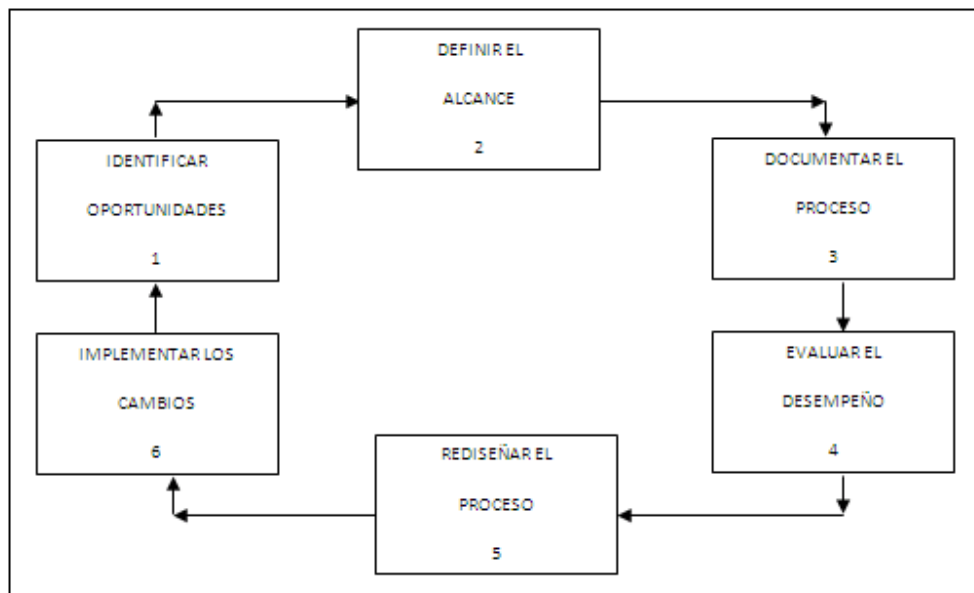 IDENTIFICAR
OPORTUNIDADES
1
DEFINIR EL
ALCANCE
2
DOCUMENTAR EL
PROCESO
3
EVALUAR EL
DESEMPEÑO
4
REDISEÑAR EL
PROCESO
5
IMPLEMENTAR LOS
CAMBIOS
6